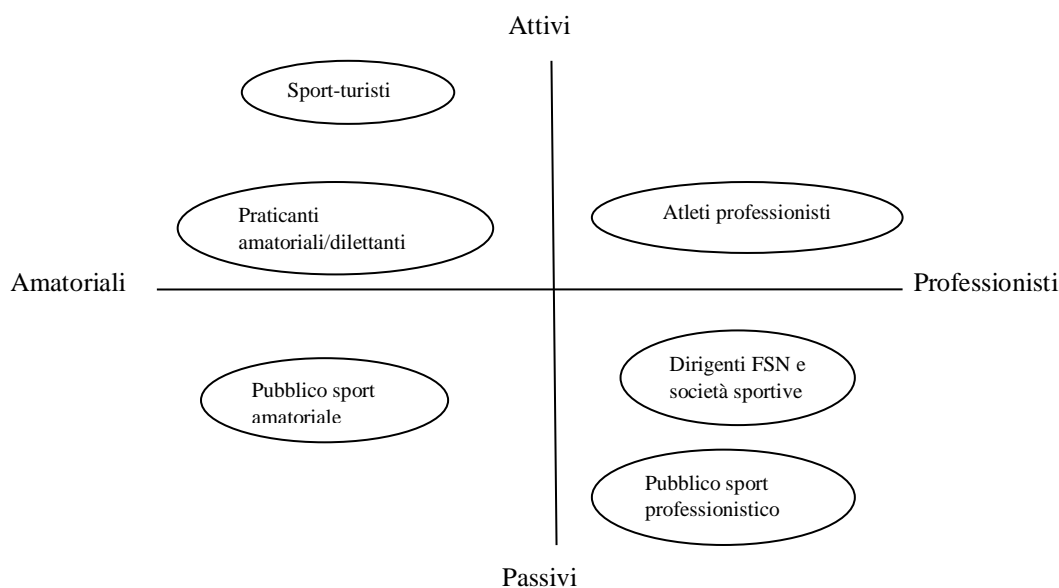 Attivi
Sport-turisti
Praticanti
amatoriali/dilettanti
Atleti professionisti
Amatoriali
Professionisti
Pubblico sport
amatoriale
Dirigenti FSN e
società sportive
Pubblico sport
professionistico
Passivi